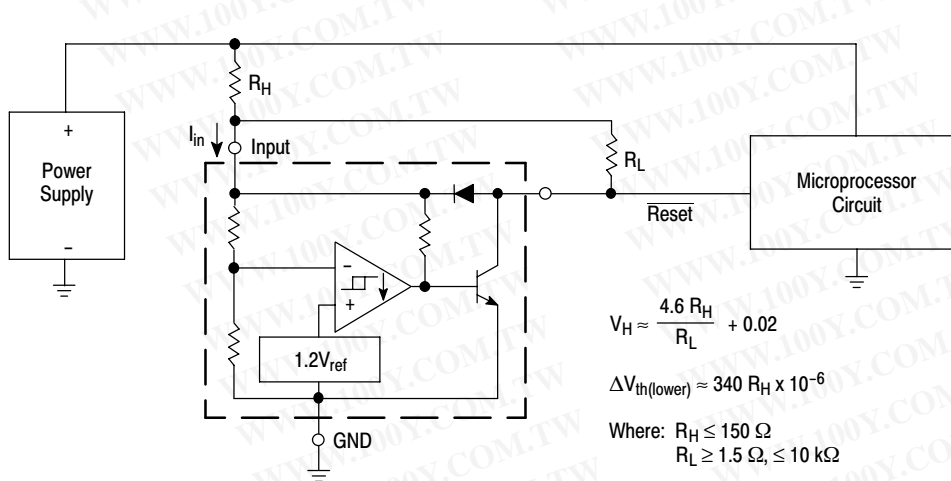 WWW.100Y.COM.TW
R_H
I_in
Input
R_L
+
Power
Supply
−
Microprocessor
Circuit
Reset
−
+
1.2V_ref
GND
V_H ≈ 4.6 R_H / R_L + 0.02
ΔV_th(lower) ≈ 340 R_H x 10^−6
Where: R_H ≤ 150 Ω
R_L ≥ 1.5 Ω, ≤ 10 kΩ